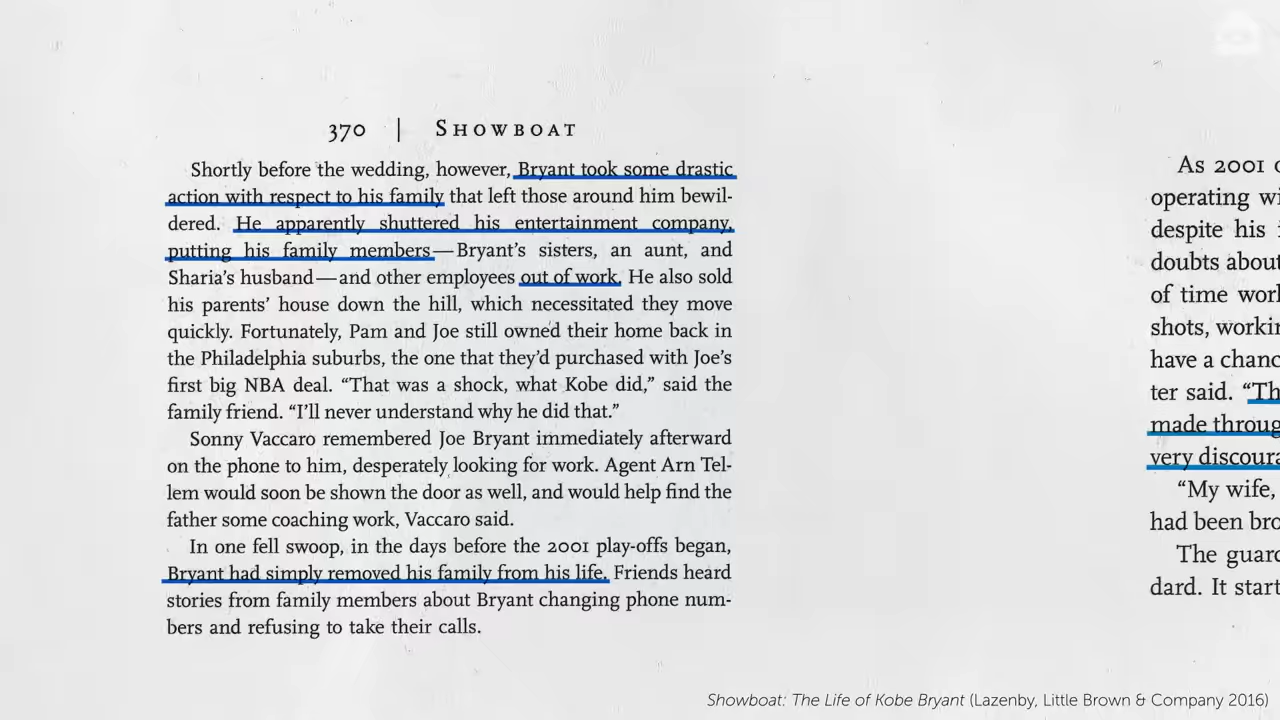 370 | SHOWBOAT
Shortly before the wedding, however, Bryant took some drastic
action with respect to his family that left those around him bewil-
dered. He apparently shuttered his entertainment company,
putting his family members—Bryant's sisters, an aunt, and
Sharia's husband—and other employees out of work. He also sold
his parents' house down the hill, which necessitated they move
quickly. Fortunately, Pam and Joe still owned their home back in
the Philadelphia suburbs, the one that they'd purchased with Joe's
first big NBA deal. “That was a shock, what Kobe did,” said the
family friend. “I'll never understand why he did that.”
Sonny Vaccaro remembered Joe Bryant immediately afterward
on the phone to him, desperately looking for work. Agent Arn Tel-
lem would soon be shown the door as well, and would help find the
father some coaching work, Vaccaro said.
In one fell swoop, in the days before the 2001 play-offs began,
Bryant had simply removed his family from his life. Friends heard
stories from family members about Bryant changing phone num-
bers and refusing to take their calls.
As 2001
operating
despite his
doubts about
of time
shots,
have a
ter said.
made
very
“My wife,
had been
The
dard. It
Showboat: The Life of Kobe Bryant (Lazenby, Little Brown & Company 2016)